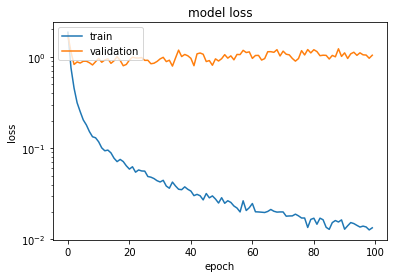 model loss
train
validation
10⁰
10⁻¹
10⁻²
loss
0
20
40
60
80
100
epoch